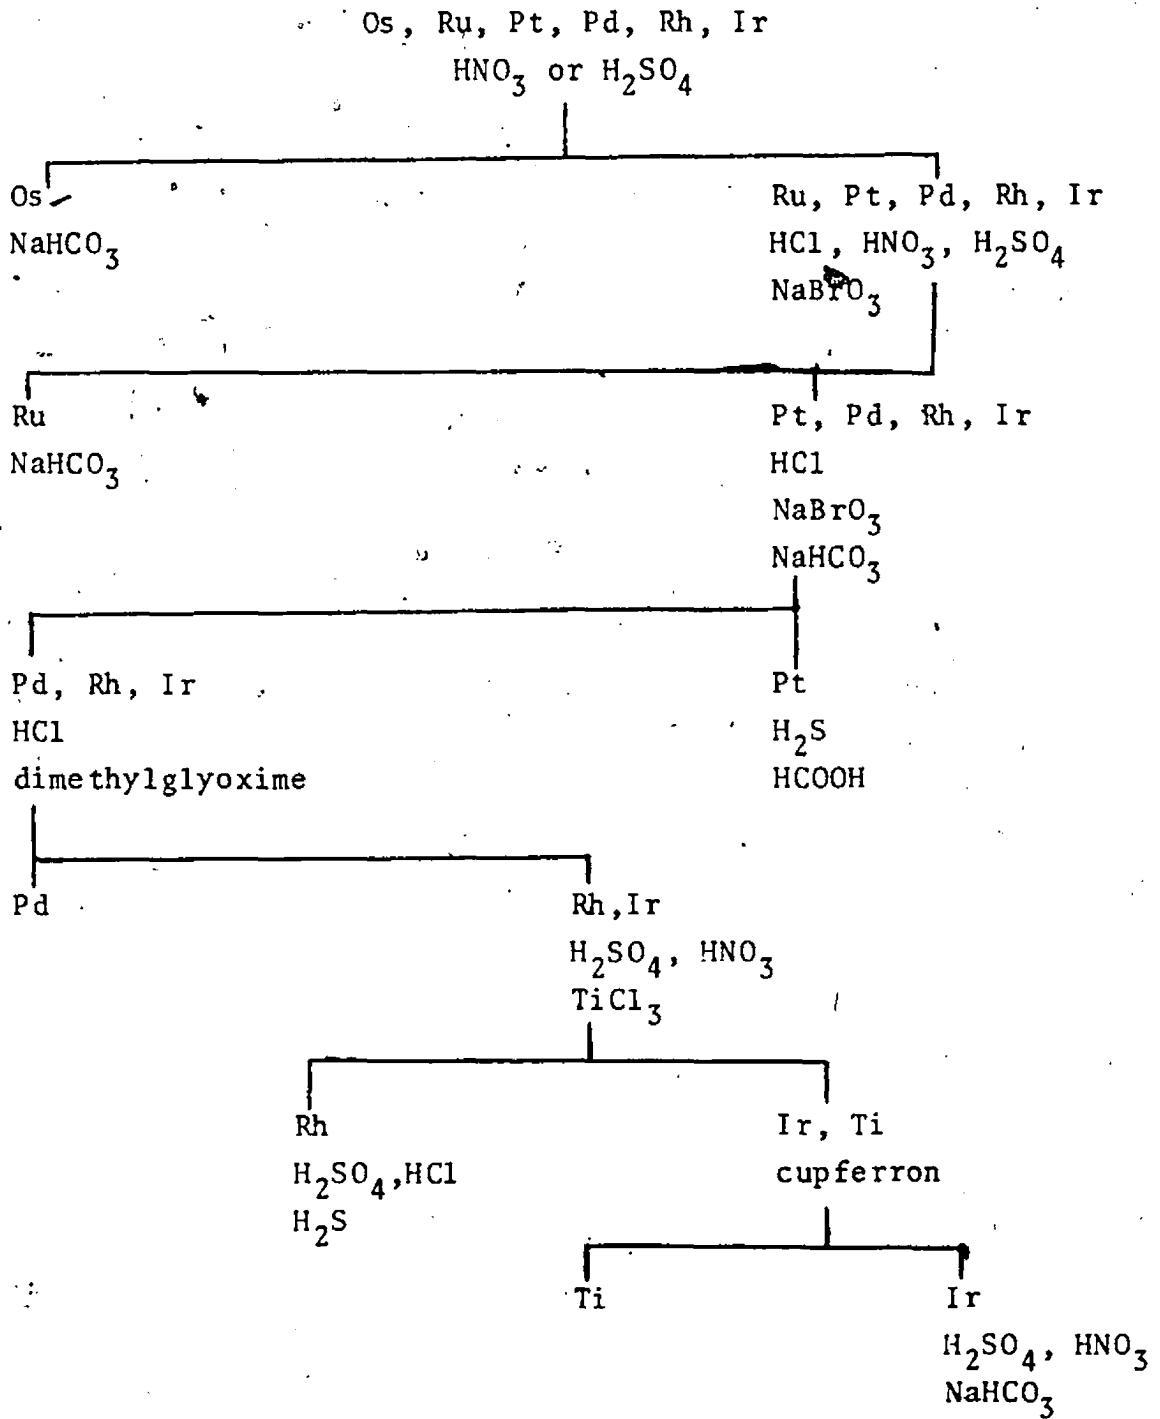 Os, Ru, Pt, Pd, Rh, Ir
HNO₃ or H₂SO₄
Os
NaHCO₃
Ru, Pt, Pd, Rh, Ir
HCl, HNO₃, H₂SO₄
NaBrO₃
Ru
NaHCO₃
Pt, Pd, Rh, Ir
HCl
NaBrO₃
NaHCO₃
Pd, Rh, Ir
HCl
dimethylglyoxime
Pt
H₂S
HCOOH
Pd
Rh,Ir
H₂SO₄, HNO₃
TiCl₃
Rh
H₂SO₄,HCl
H₂S
Ir, Ti
cupferron
Ti
Ir
H₂SO₄, HNO₃
NaHCO₃